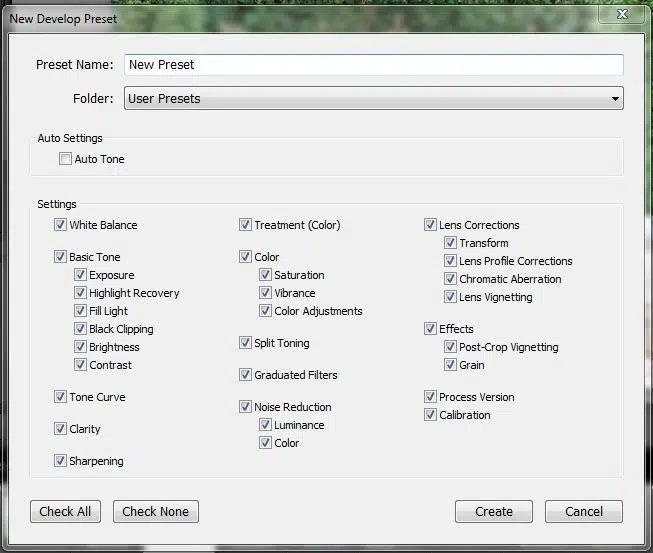 New Develop Preset
Preset Name: New Preset
Folder: User Presets
Auto Settings
Auto Tone
Settings
White Balance
Basic Tone
Exposure
Highlight Recovery
Fill Light
Black Clipping
Brightness
Contrast
Tone Curve
Clarity
Sharpening
Treatment (Color)
Color
Saturation
Vibrance
Color Adjustments
Split Toning
Graduated Filters
Noise Reduction
Luminance
Color
Lens Corrections
Transform
Lens Profile Corrections
Chromatic Aberration
Lens Vignetting
Effects
Post-Crop Vignetting
Grain
Process Version
Calibration
Check All Check None Create Cancel